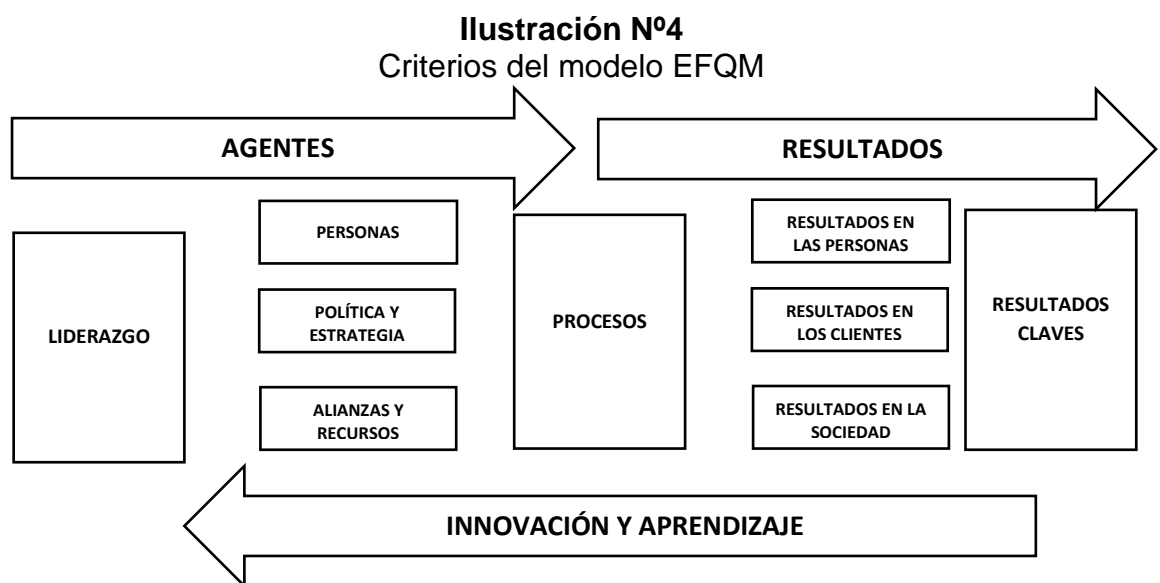 Ilustración Nº4
Criterios del modelo EFQM
AGENTES
RESULTADOS
LIDERAZGO
PERSONAS
POLÍTICA Y
ESTRATEGIA
ALIANZAS Y
RECURSOS
PROCESOS
RESULTADOS EN
LAS PERSONAS
RESULTADOS EN
LOS CLIENTES
RESULTADOS EN LA
SOCIEDAD
RESULTADOS
CLAVES
INNOVACIÓN Y APRENDIZAJE